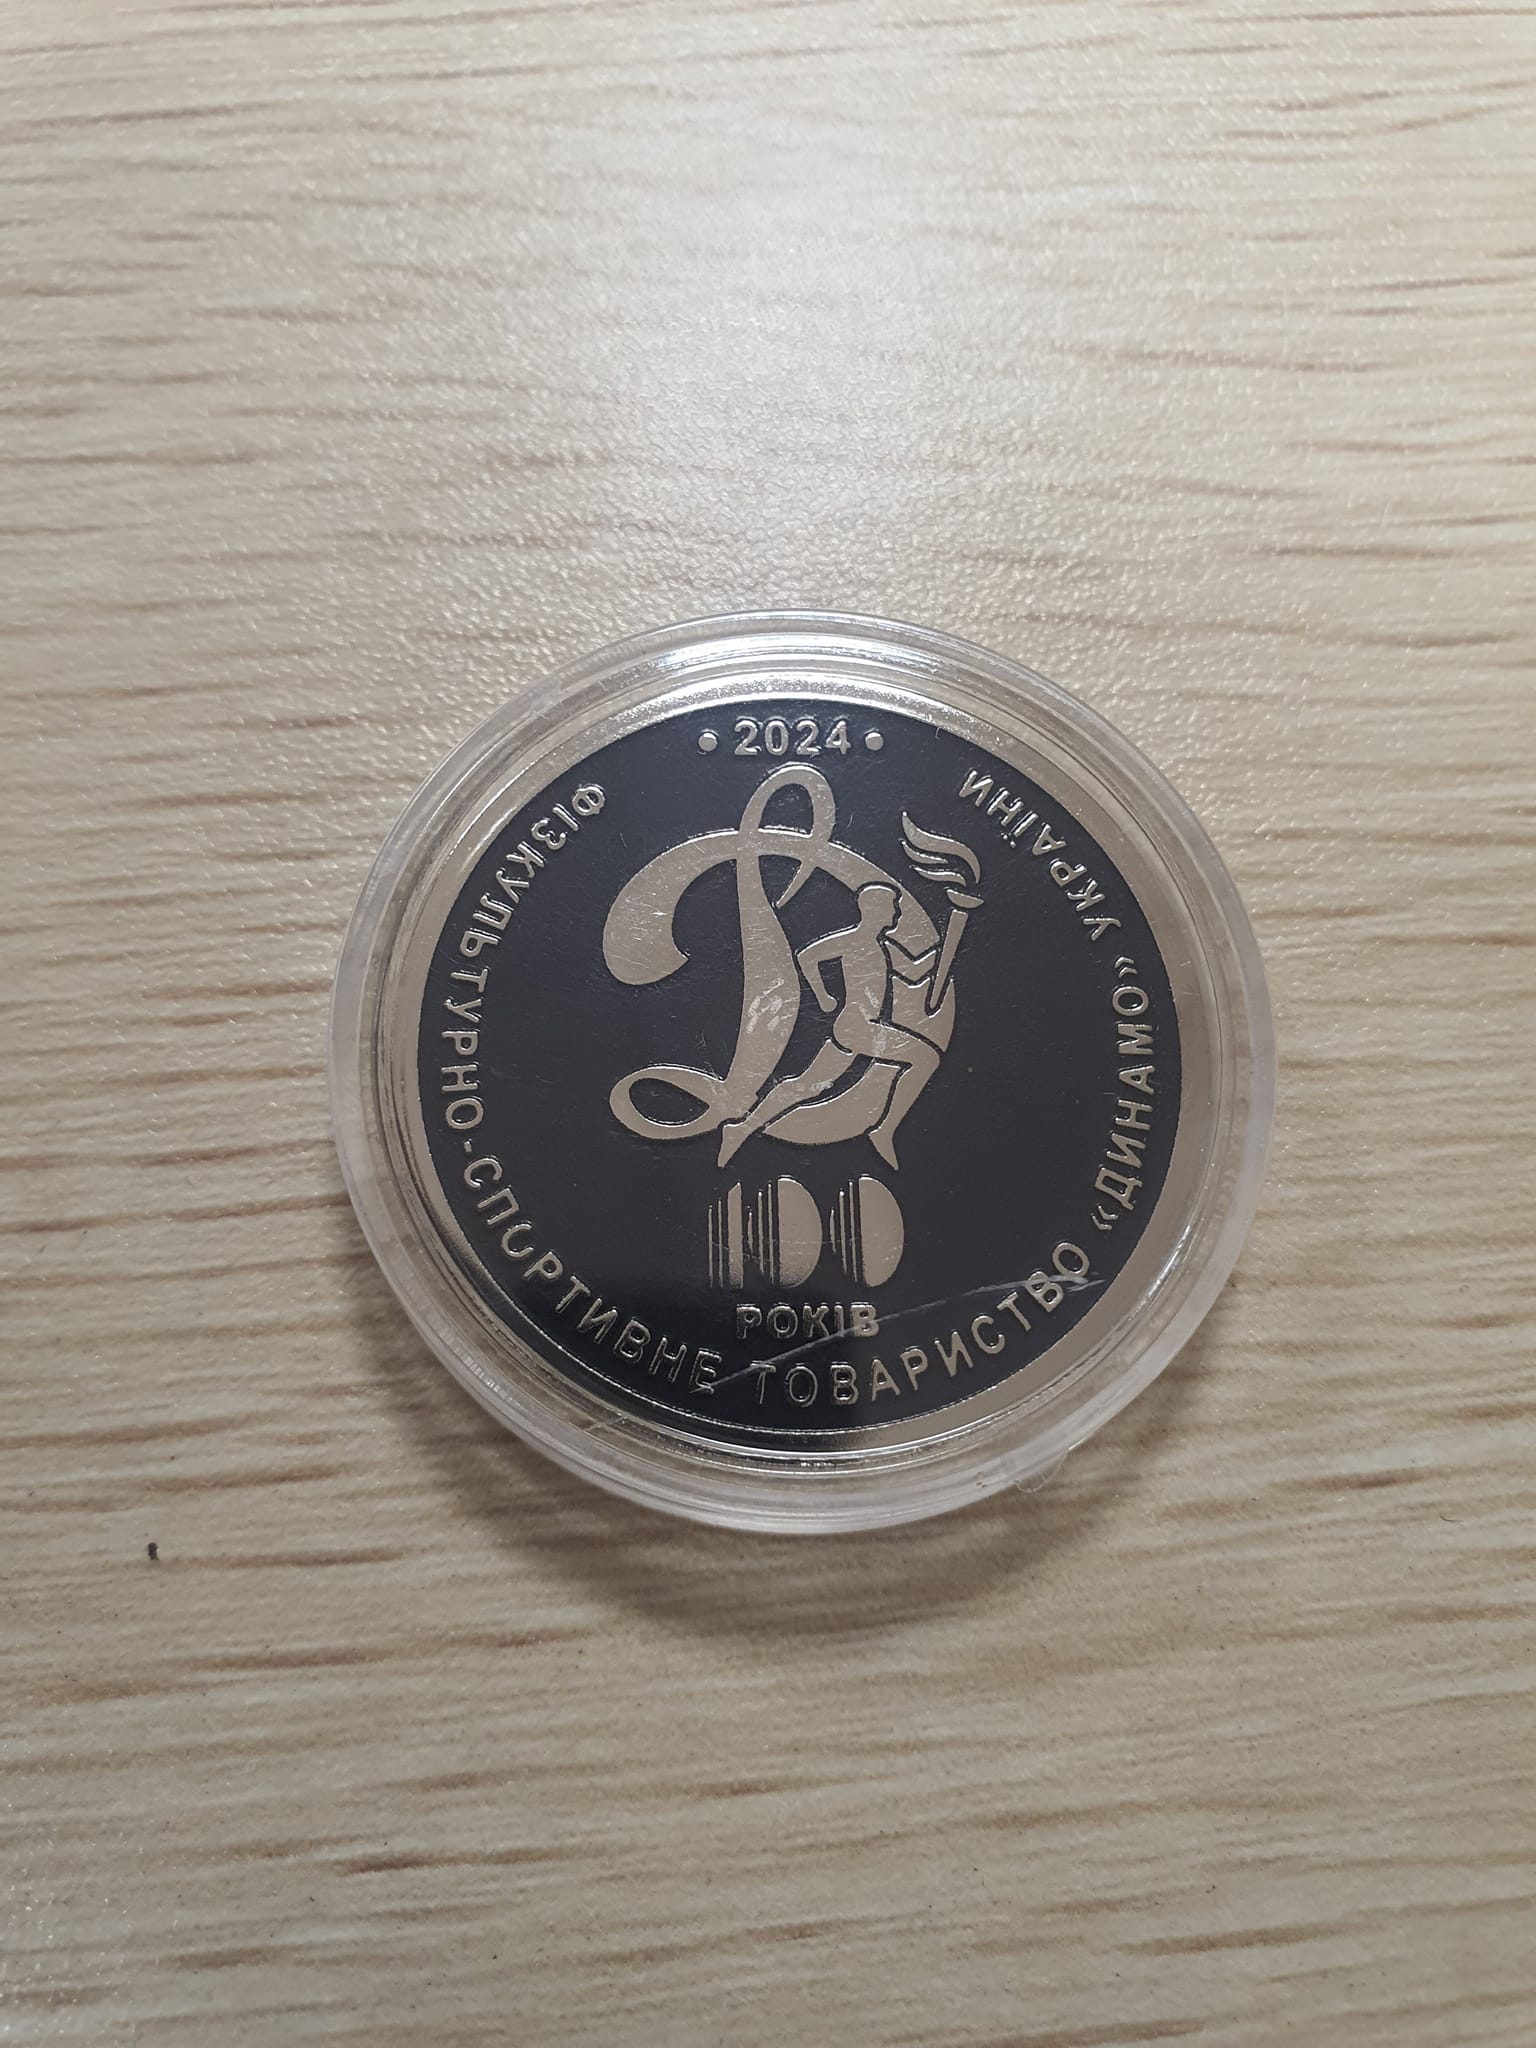 • 2024 •
ФІЗКУЛЬТУРНО-СПОРТИВНЕ ТОВАРИСТВО «ДИНАМО» УКРАЇНИ
Д
100
РОКІВ